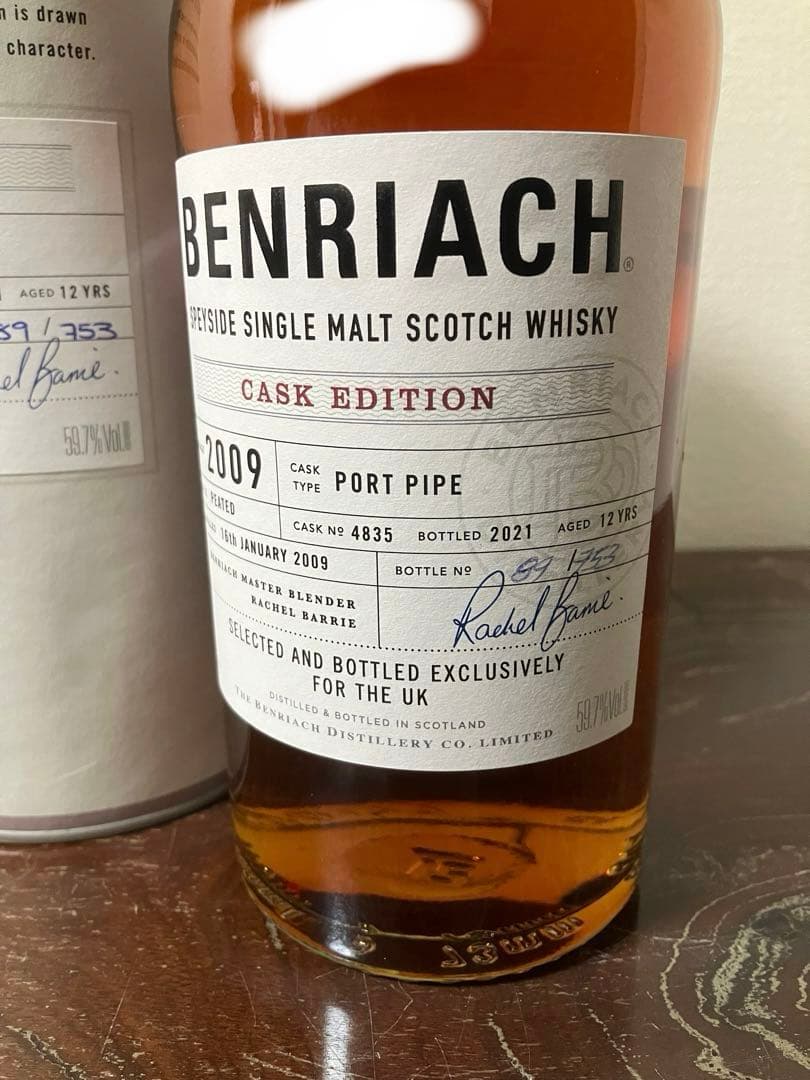 n is drawn
character.
AGED 12 YRS
89 / 753
Rachel Barrie.
59.7%Vol
BENRIACH®
SPEYSIDE SINGLE MALT SCOTCH WHISKY
CASK EDITION
2009
CASK TYPE PORT PIPE
PEATED
CASK Nº 4835 BOTTLED 2021 AGED 12 YRS
16th JANUARY 2009
BOTTLE Nº 89 / 753
BENRIACH MASTER BLENDER
RACHEL BARRIE
Rachel Barrie.
SELECTED AND BOTTLED EXCLUSIVELY
FOR THE UK
DISTILLED & BOTTLED IN SCOTLAND
THE BENRIACH DISTILLERY CO. LIMITED
59.7%Vol